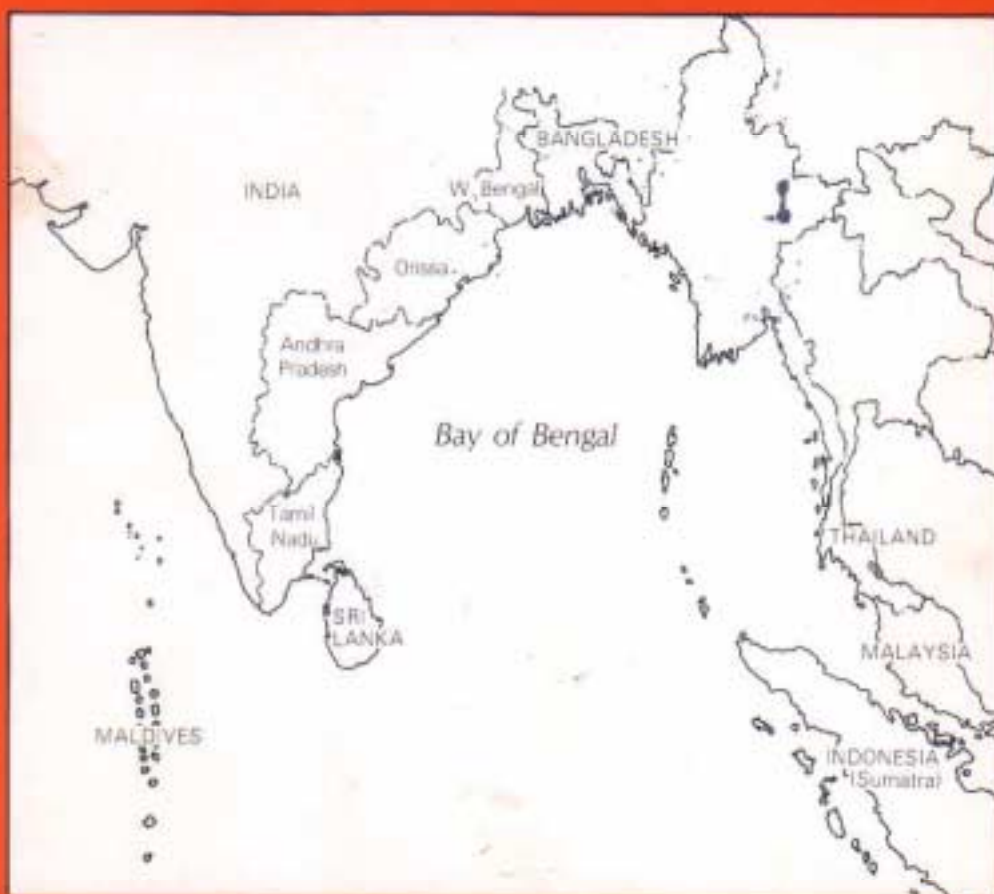 BANGLADESH
INDIA
W. Bengal
Orissa
Andhra
Pradesh
Bay of Bengal
Tamil
Nadu
THAILAND
SRI
LANKA
MALAYSIA
MALDIVES
INDONESIA
(Sumatra)